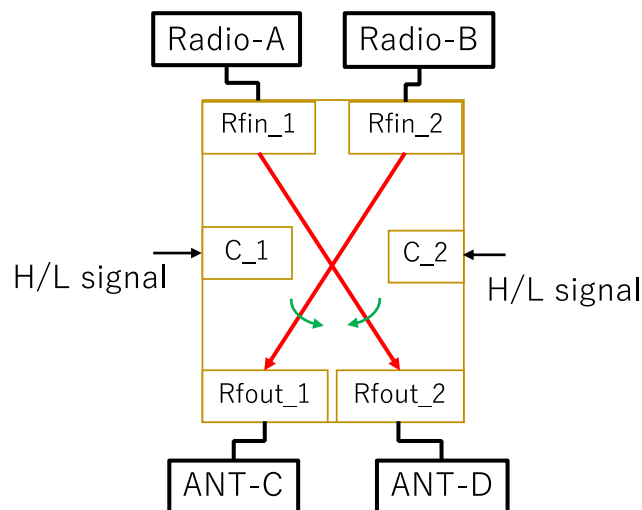 Radio-A
Radio-B
Rfin_1
Rfin_2
C_1
C_2
H/L signal
H/L signal
Rfout_1
Rfout_2
ANT-C
ANT-D